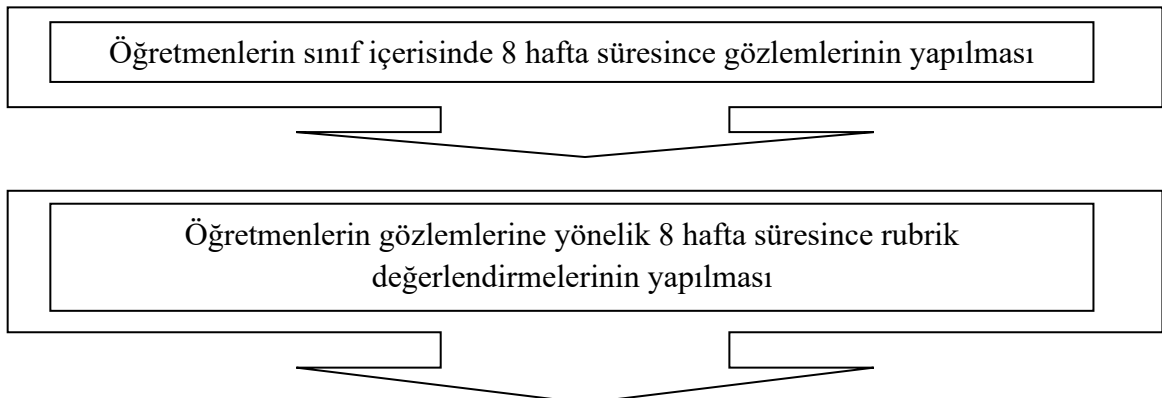 Öğretmenlerin sınıf içerisinde 8 hafta süresince gözlemlerinin yapılması
Öğretmenlerin gözlemlerine yönelik 8 hafta süresince rubrik
değerlendirmelerinin yapılması